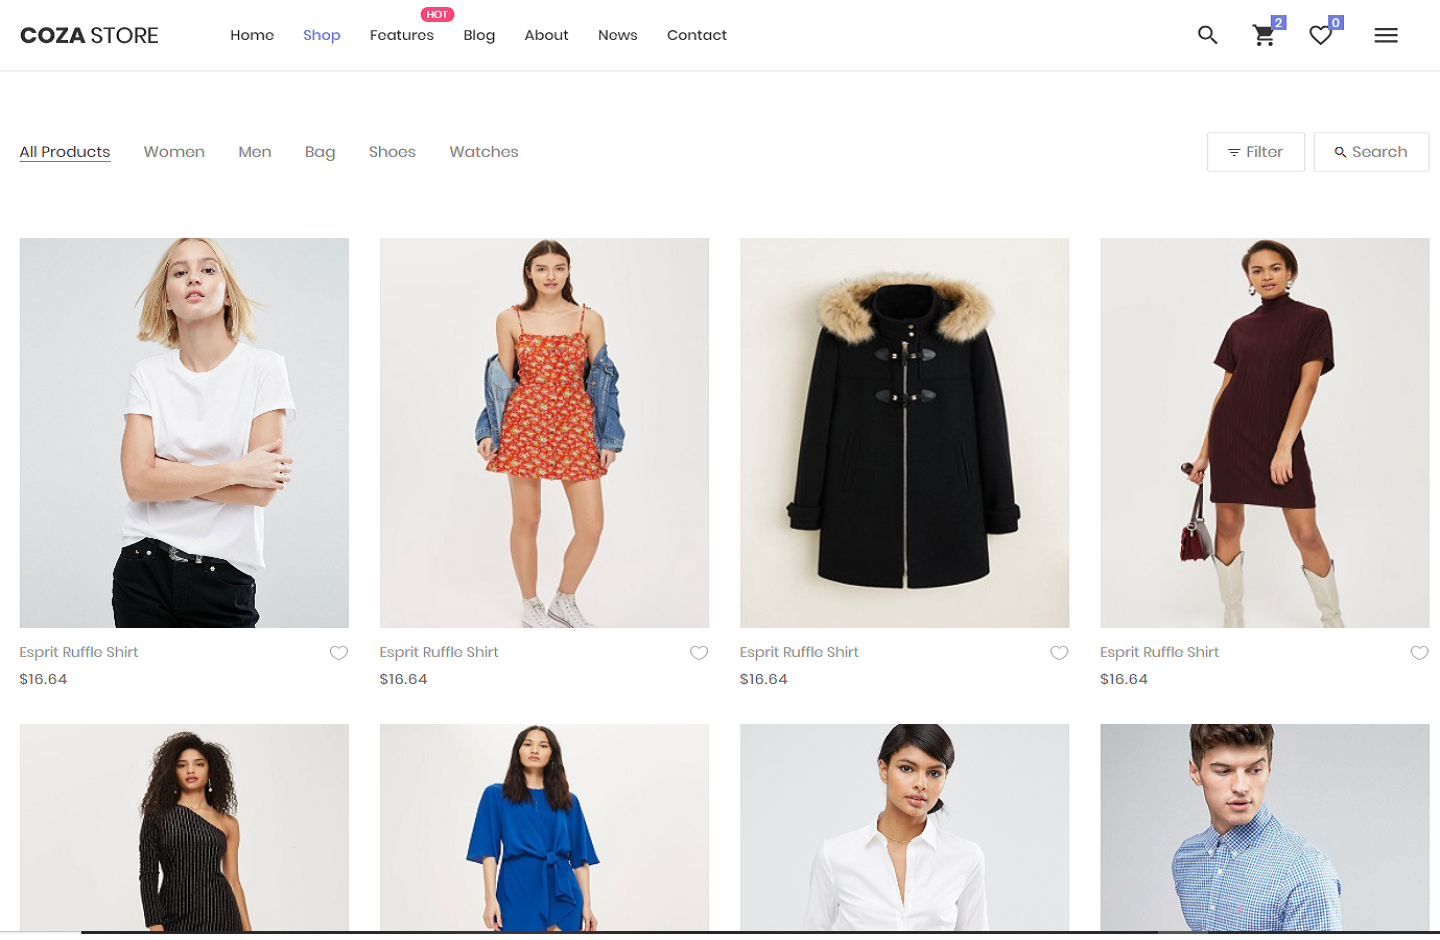 HOT
COZA STORE Home Shop Features Blog About News Contact 2 0
All Products Women Men Bag Shoes Watches Filter Search
Esprit Ruffle Shirt Esprit Ruffle Shirt Esprit Ruffle Shirt Esprit Ruffle Shirt
$16.64 $16.64 $16.64 $16.64